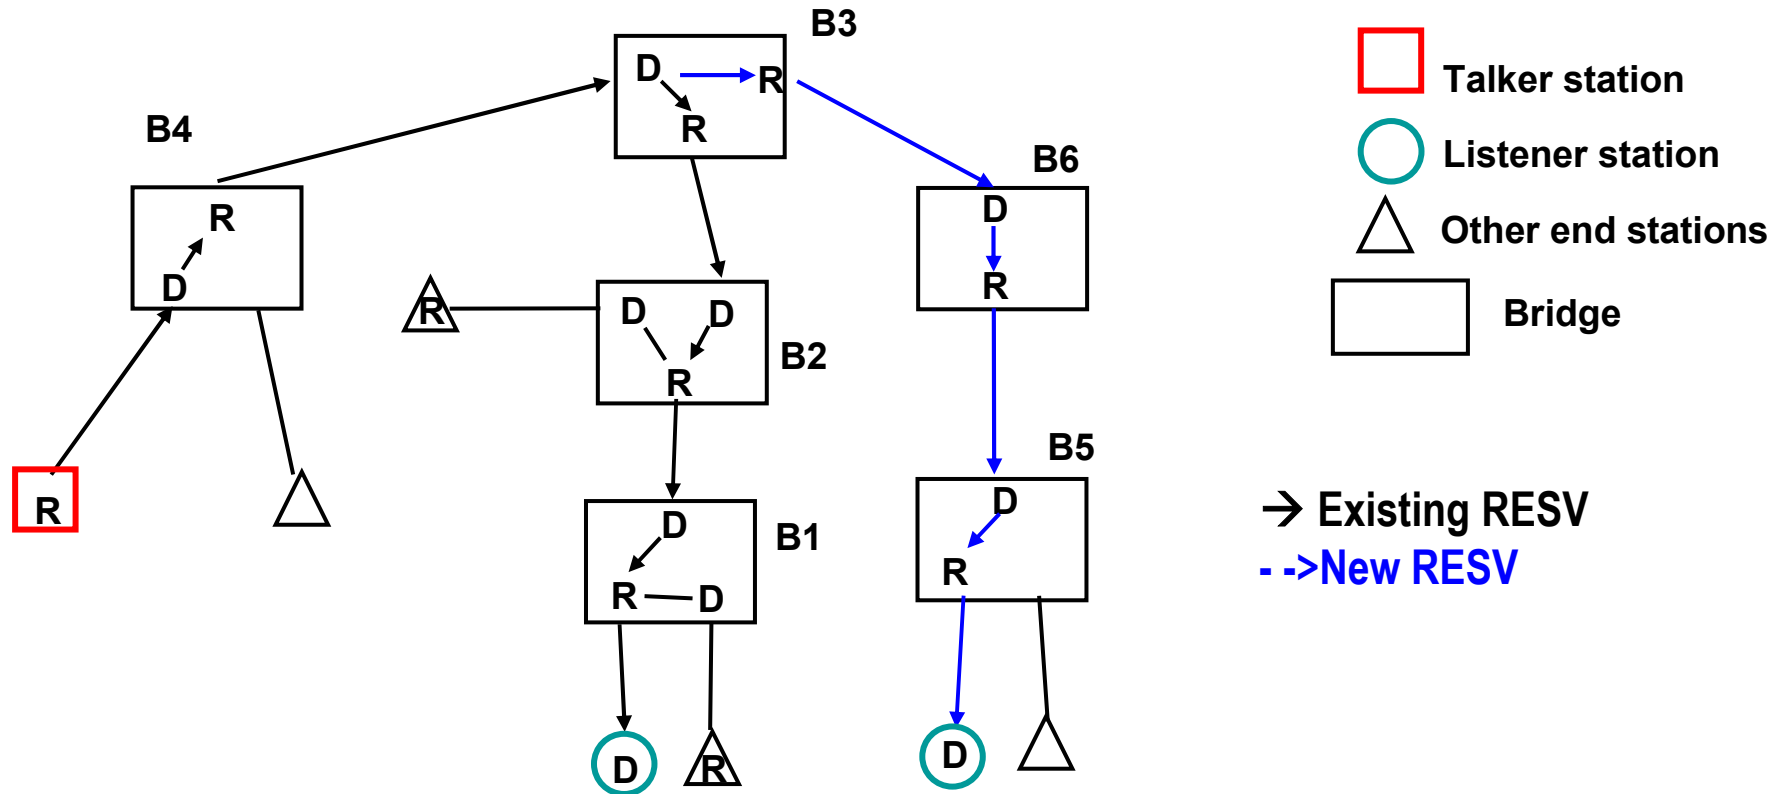 B3
D R
R
B4
R
D
R
B6
D
R
R
D D
R
B2
B5
D
R
D
R D
B1
D
R
D
Talker station
Listener station
Other end stations
Bridge
→ Existing RESV
- ->New RESV